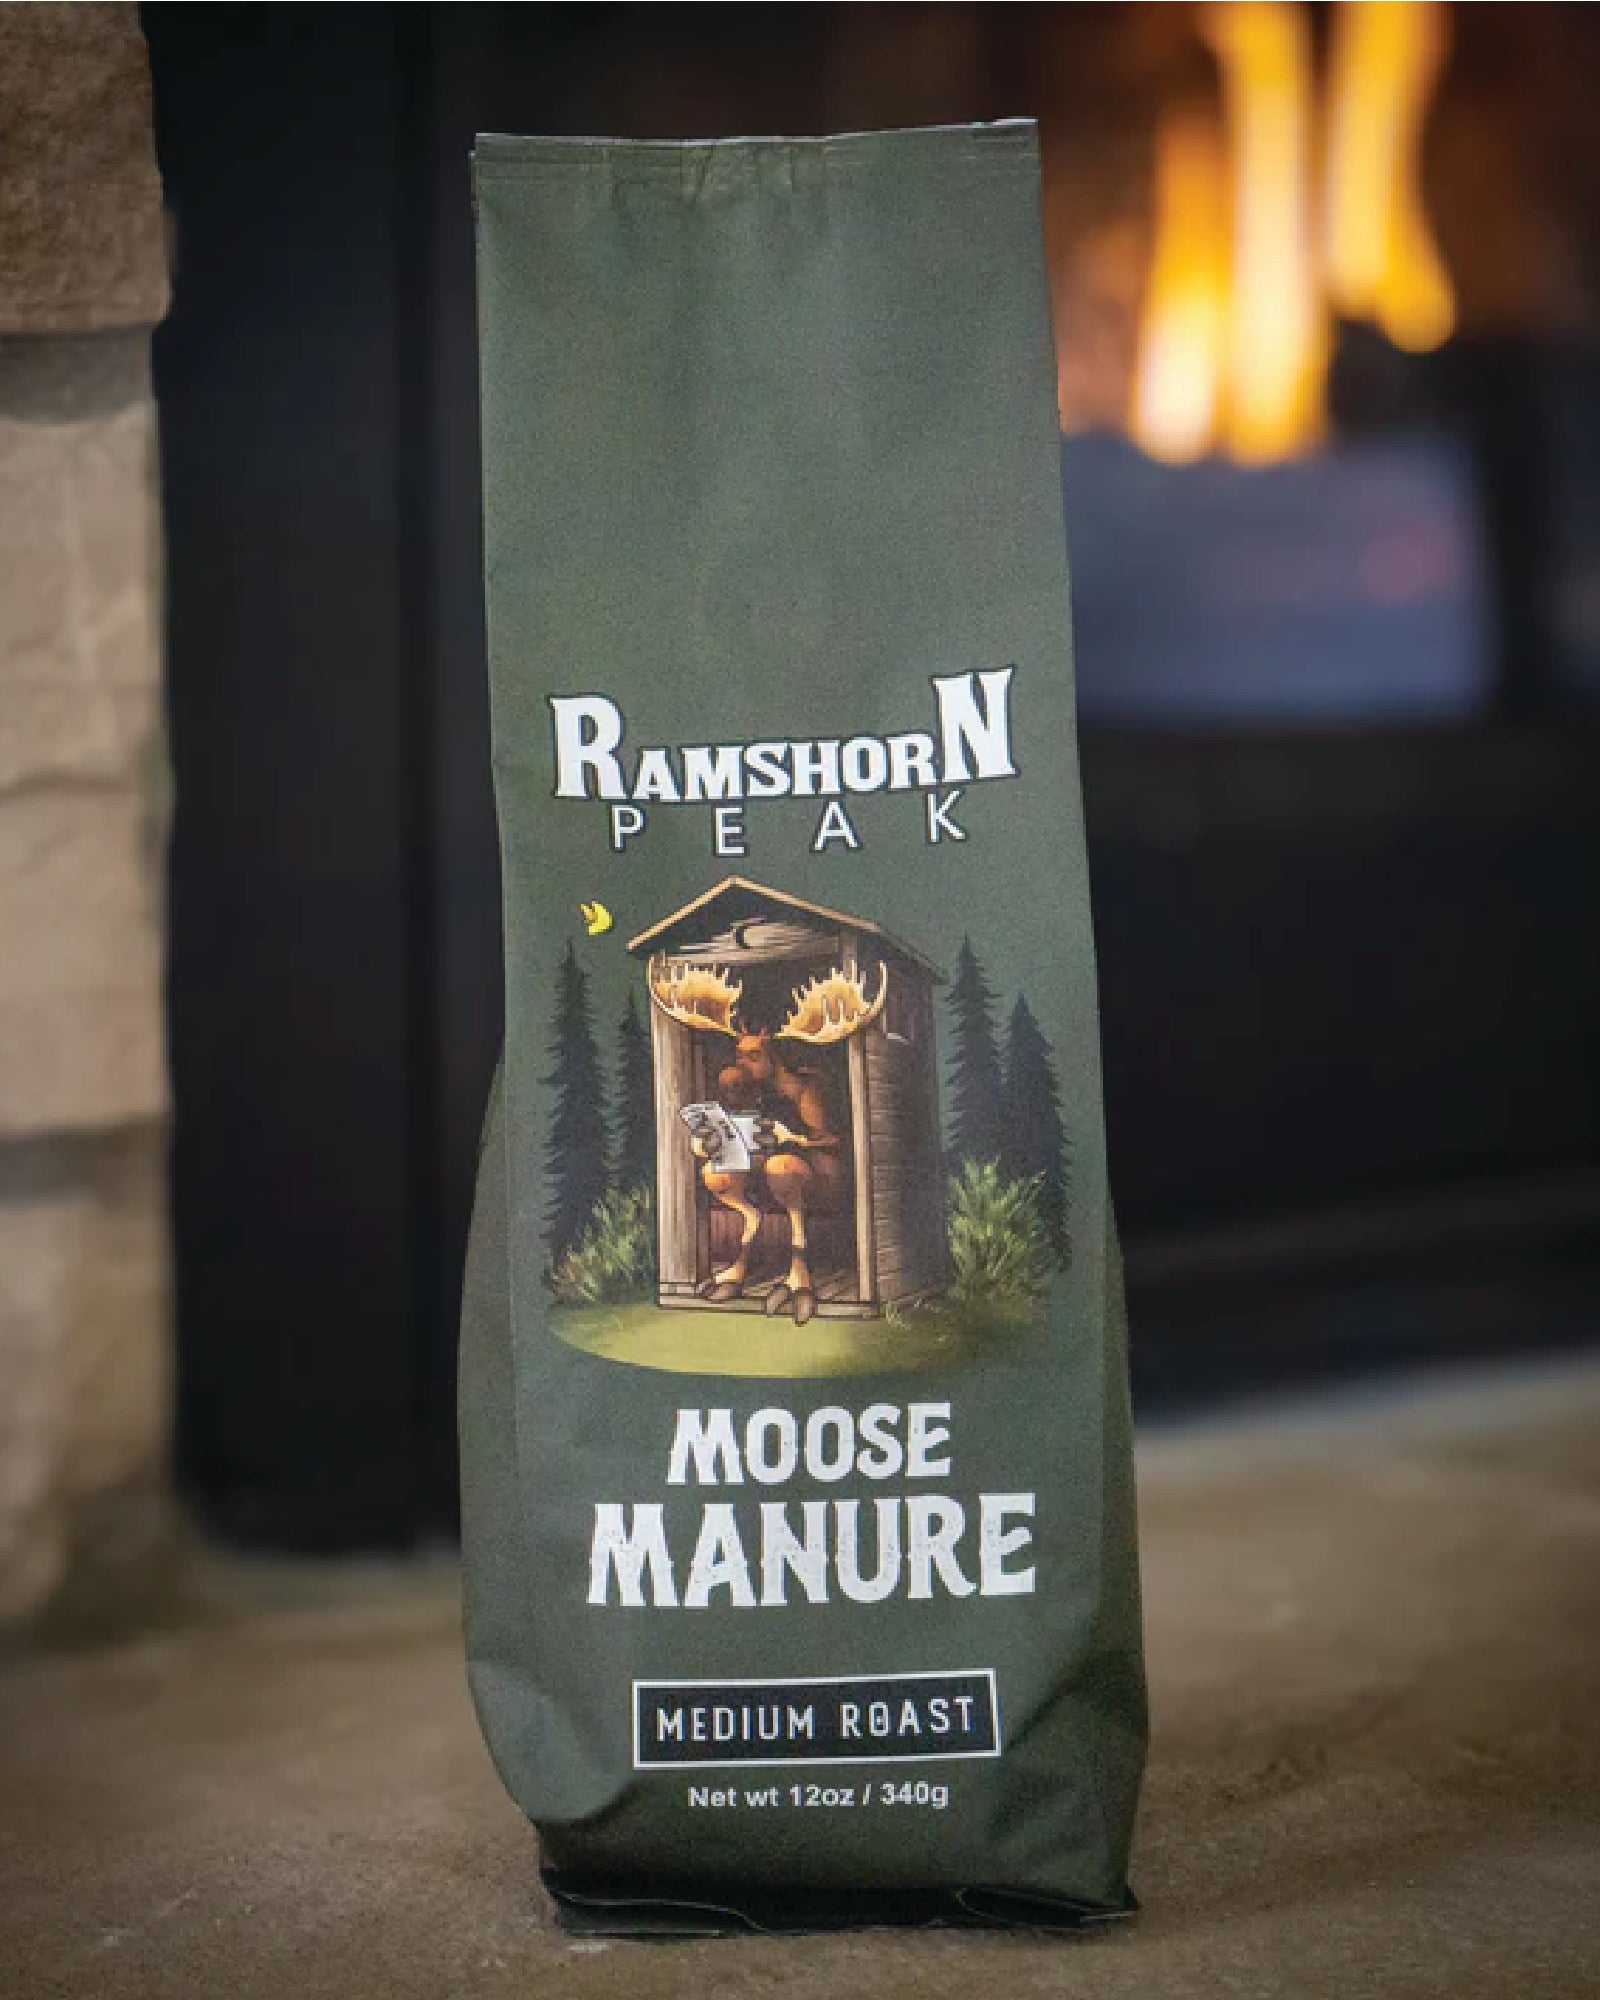 RAMSHORN
PEAK
MOOSE
MANURE
MEDIUM ROAST
Net wt 12oz / 340g